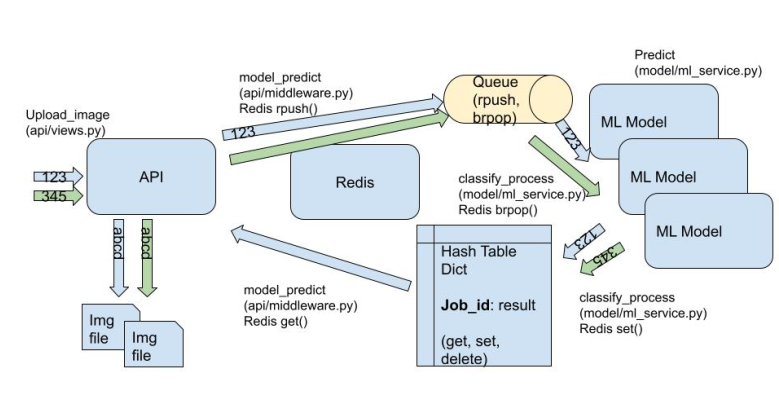 Predict
(model/ml_service.py)
model_predict
(api/middleware.py)
Redis rpush()
Queue
(rpush,
brpop)
Upload_image
(api/views.py)
123
345
API
123
Redis
123
ML Model
ML Model
ML Model
classify_process
(model/ml_service.py)
Redis brpop()
abcd
abcd
Img
file
Img
file
model_predict
(api/middleware.py)
Redis get()
Hash Table
Dict
Job_id: result
(get, set,
delete)
123
345
classify_process
(model/ml_service.py)
Redis set()